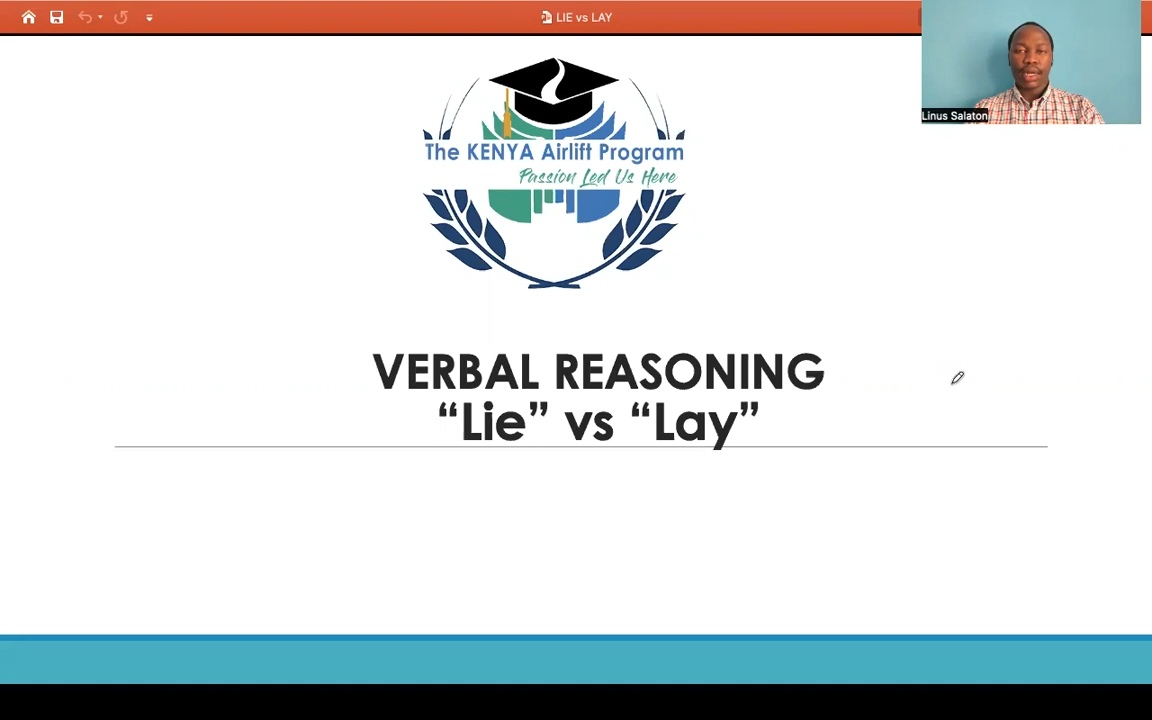 LIE vs LAY
Linus Salaton
The KENYA Airlift Program
Passion Led Us Here
VERBAL REASONING
“Lie” vs “Lay”